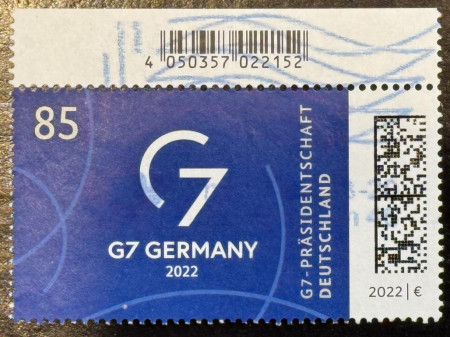 4 050357 022152
85
G7
G7 GERMANY
2022
G7-PRÄSIDENTSCHAFT
DEUTSCHLAND
2022|€